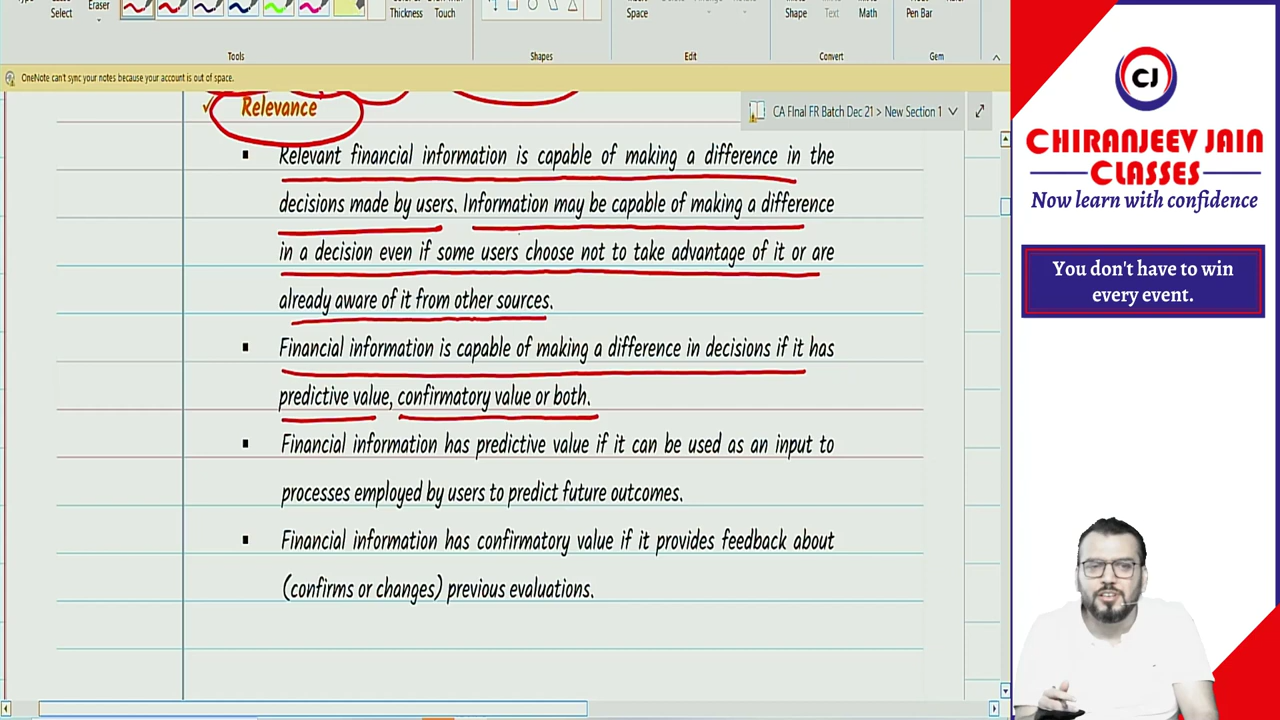 Eraser
Select
Thickness
Touch
Space
Shape
Text
Math
Pen Bar
Tools
Shapes
Edit
Convert
Gem
OneNote can't sync your notes because your account is out of space.
CA FInal FR Batch Dec 21 > New Section 1
✓ Relevance
▪ Relevant financial information is capable of making a difference in the
decisions made by users. Information may be capable of making a difference
in a decision even if some users choose not to take advantage of it or are
already aware of it from other sources.
▪ Financial information is capable of making a difference in decisions if it has
predictive value, confirmatory value or both.
▪ Financial information has predictive value if it can be used as an input to
processes employed by users to predict future outcomes.
▪ Financial information has confirmatory value if it provides feedback about
(confirms or changes) previous evaluations.
CJ
CHIRANJEEV JAIN
CLASSES
Now learn with confidence
You don't have to win
every event.